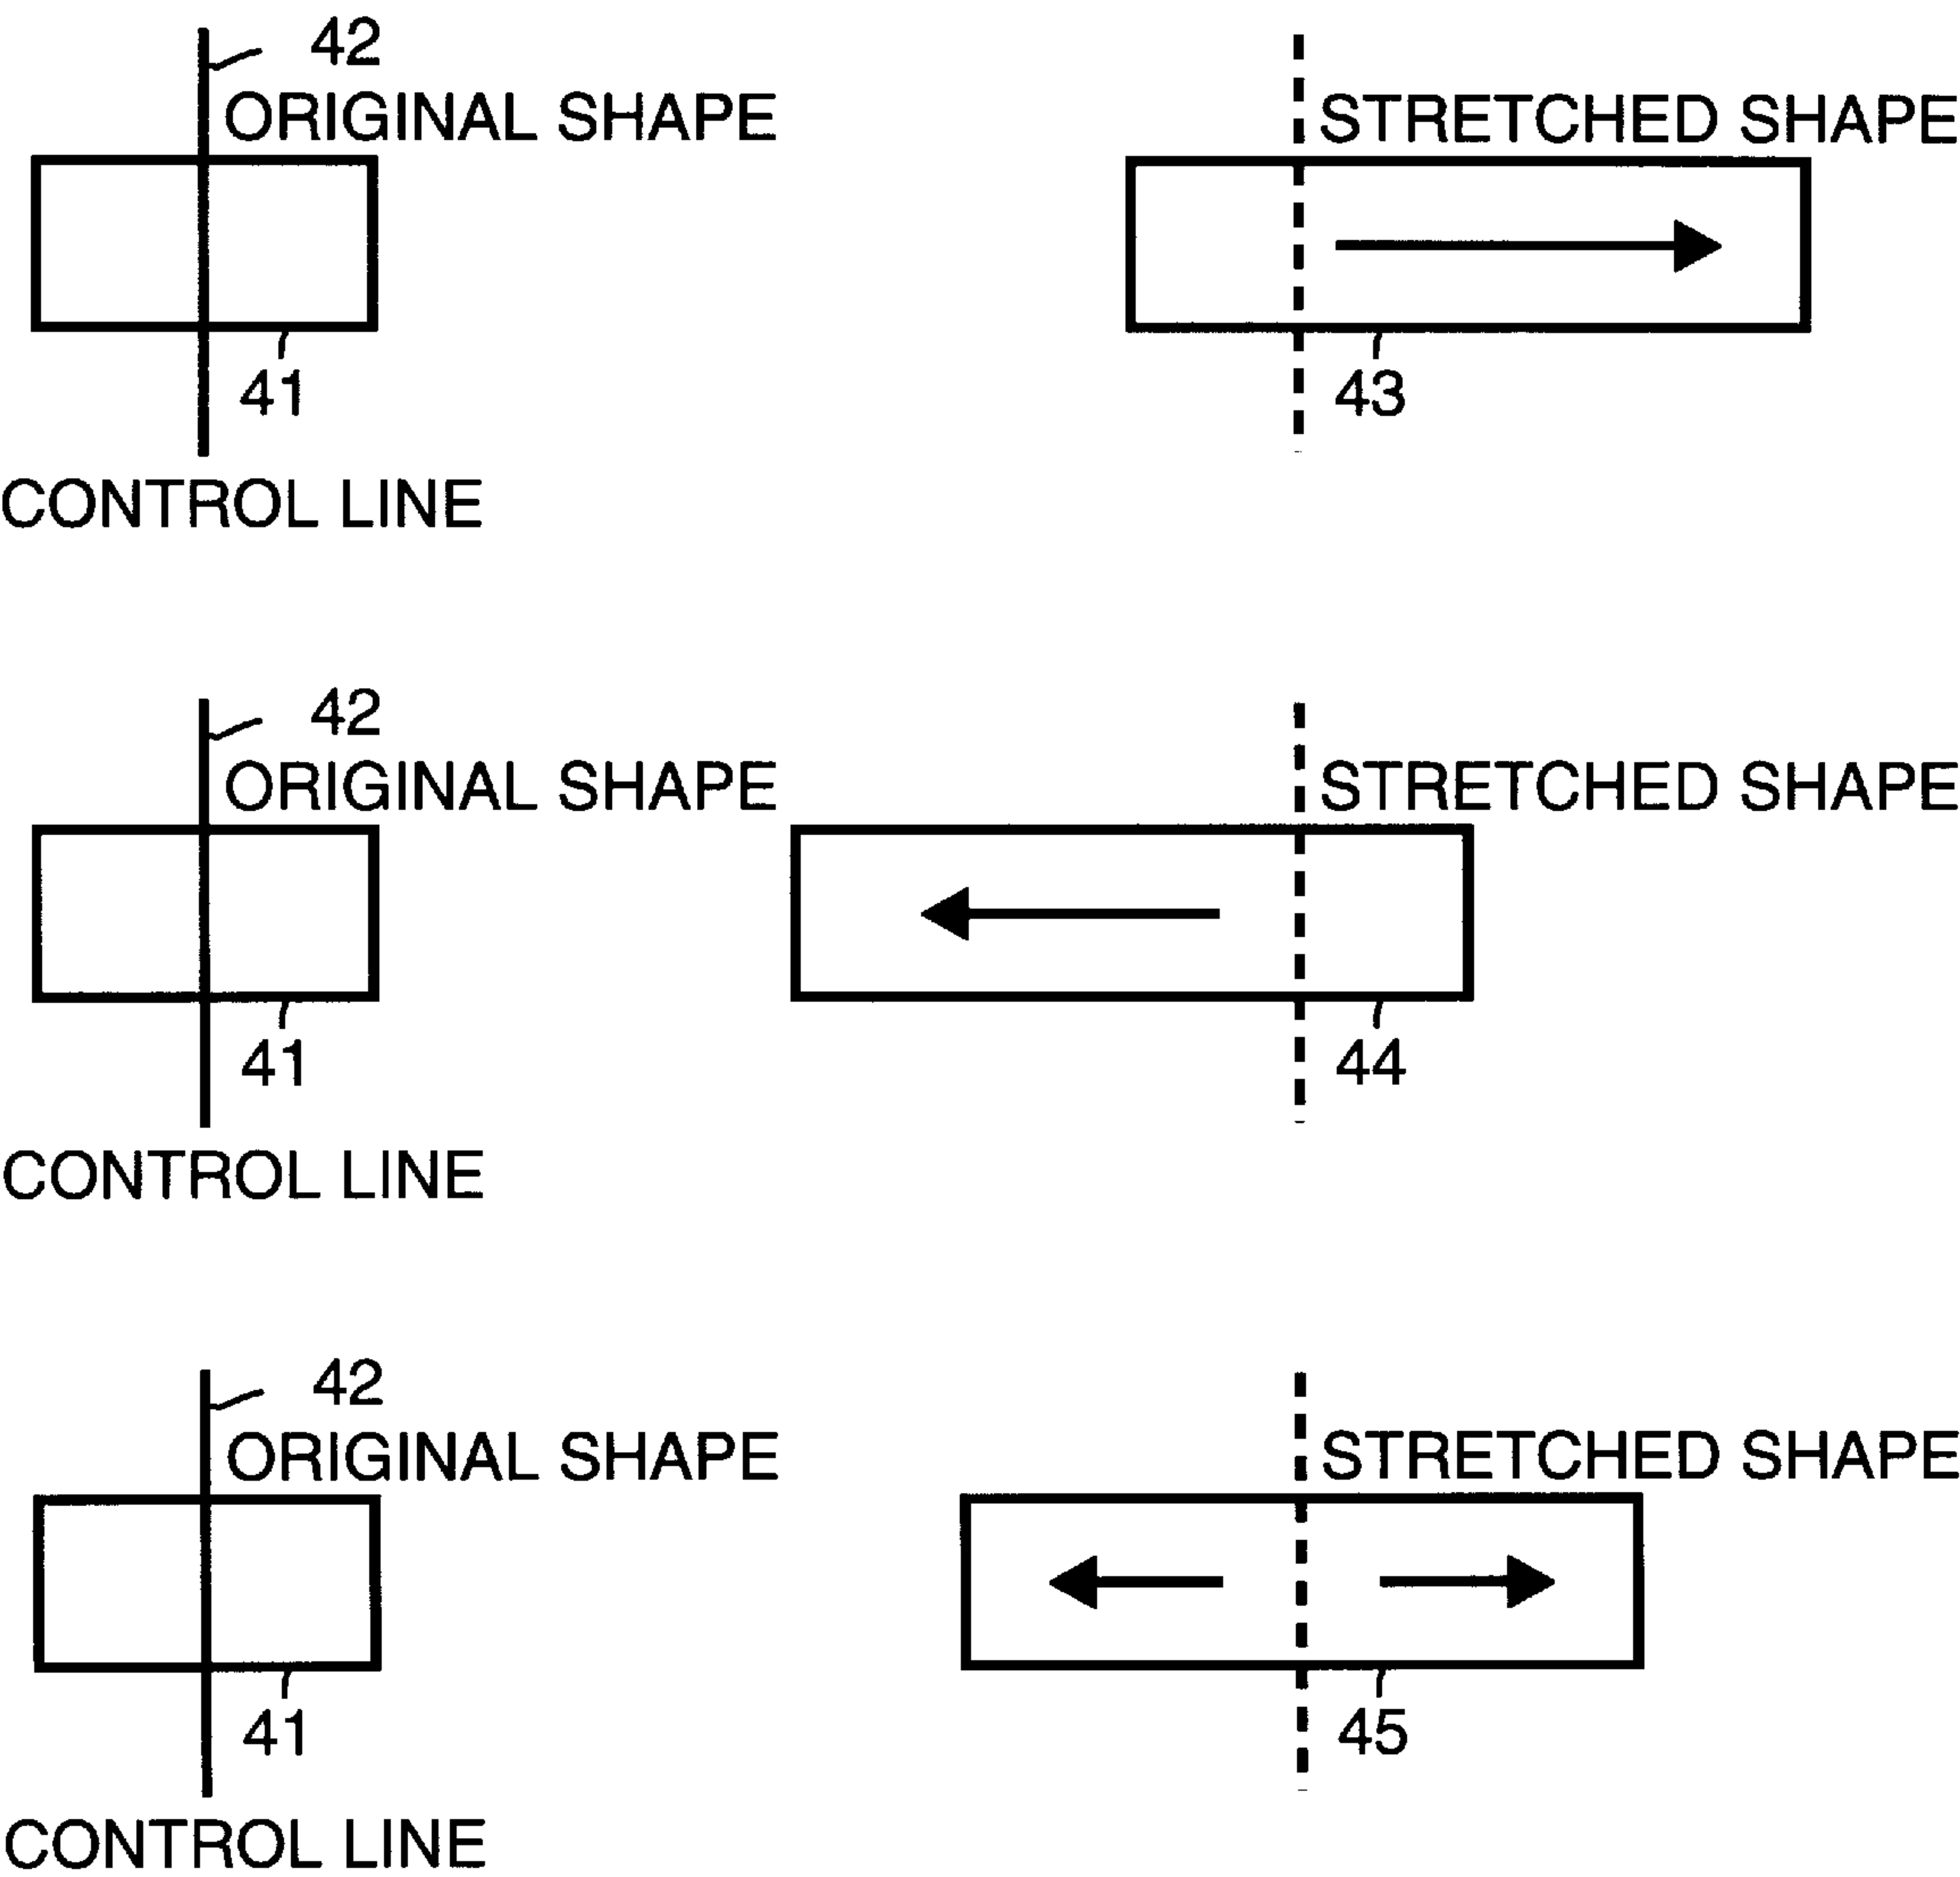 42
ORIGINAL SHAPE
STRETCHED SHAPE
41
43
CONTROL LINE
42
ORIGINAL SHAPE
STRETCHED SHAPE
41
44
CONTROL LINE
42
ORIGINAL SHAPE
STRETCHED SHAPE
41
45
CONTROL LINE